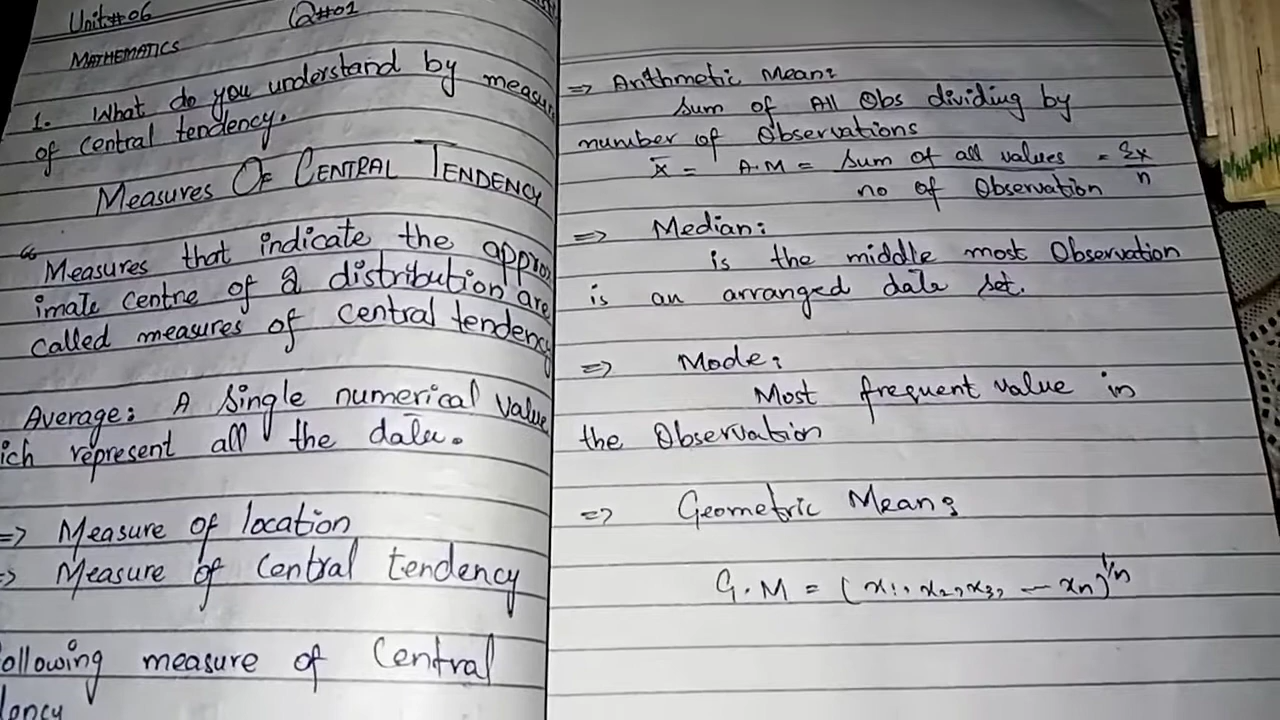 Unit#06 Q#01
MATHEMATICS
1. What do you understand by measur
of central tendency.
MEASURES OF CENTRAL TENDENCY
"Measures that indicate the approx
imate centre of a distribution are
called measures of central tendency
Average: A single numerical value
ich represent all the data.
=> Measure of location
=> Measure of Central tendency
ollowing measure of Central
dency
=> Arithmetic Mean:
Sum of All Obs dividing by
number of Observations
x̄ = A.M = Sum of all values / no of Observation = Σx / n
=> Median:
is the middle most Observation
is an arranged data set.
=> Mode:
Most frequent value in
the Observation
=> Geometric Mean:
G.M = (x1, x2, x3, — xn)^1/n